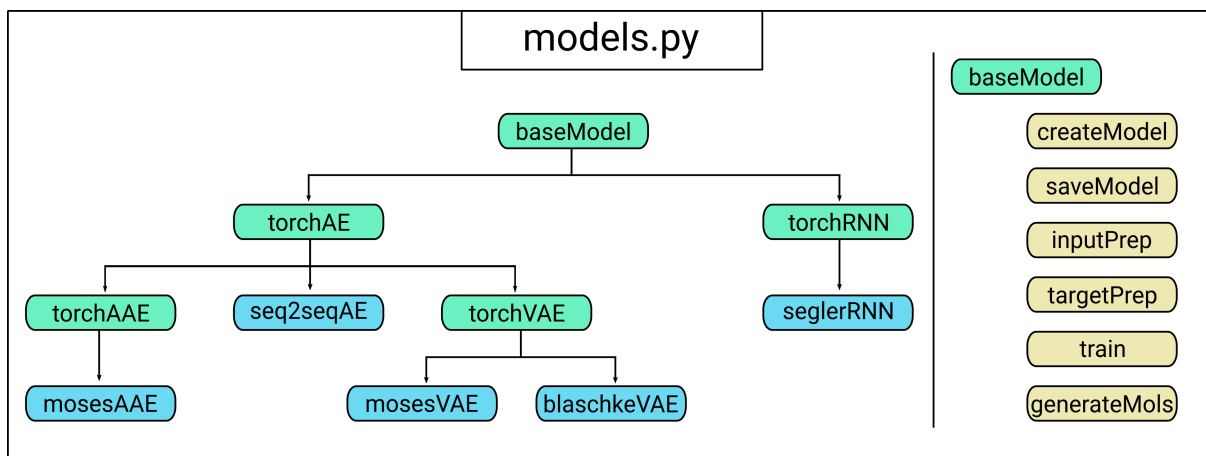 models.py
baseModel
torchAE
torchRNN
torchAAE
seq2seqAE
torchVAE
seglerRNN
mosesAAE
mosesVAE
blaschkeVAE
baseModel
createModel
saveModel
inputPrep
targetPrep
train
generateMols